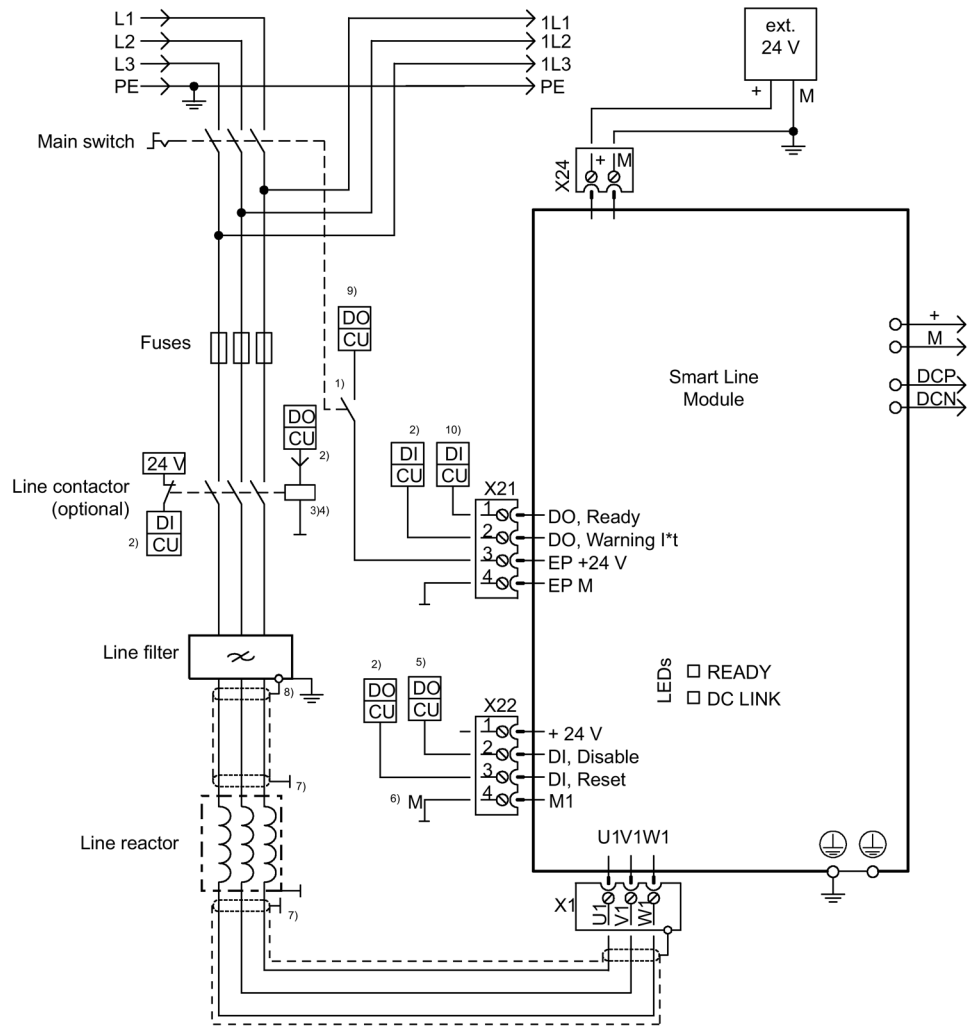 L1
L2
L3
PE
1L1
1L2
1L3
PE
ext.
24 V
+
M
Main switch
X24
+
M
9)
DO
CU
Fuses
1)
Smart Line
Module
+
M
DCP
DCN
DO
CU
2)
2)
DI
CU
10)
DI
CU
24 V
Line contactor
(optional)
2)
DI
CU
3)4)
X21
1
DO, Ready
2
DO, Warning I*t
3
EP +24 V
4
EP M
Line filter
8)
2)
DO
CU
5)
DO
CU
LEDs
READY
DC LINK
X22
1
+ 24 V
2
DI, Disable
3
DI, Reset
6)
M
4
M1
7)
Line reactor
7)
U1V1W1
X1
U1
V1
W1